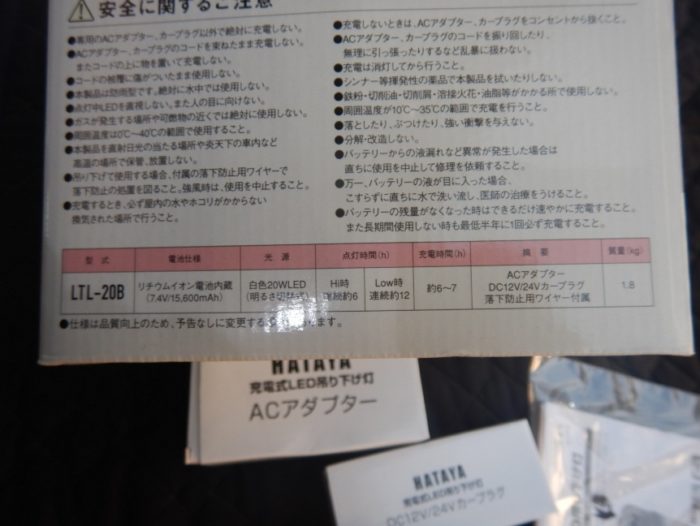 安全に関するご注意
●専用のACアダプター、カープラグ以外で絶対に充電しない。
●ACアダプター、カープラグのコードを束ねたまま充電しない。
またコードの上に物を置いて充電しない。
●コードの被覆に傷がついたまま使用しない。
●本製品は防雨型です。絶対に水中では使用しない。
●点灯中LEDを直視しない。また人の目に向けない。
●ガスが発生する場所や可燃物の近くでは絶対に使用しない。
●周囲温度は0℃〜40℃の範囲で使用すること。
●本製品を直射日光の当たる場所や炎天下の車内など
高温の場所で保管、放置しない。
●吊り下げて使用する場合、付属の落下防止用ワイヤーで
落下防止の処置を図ること。強風時は、使用を中止すること。
●充電するとき、必ず屋内の水やホコリがかからない
換気された場所で行うこと。
●充電しないときは、ACアダプター、カープラグをコンセントから抜くこと。
●ACアダプター、カープラグのコードを振り回したり、
無理に引っ張ったりするなど乱暴に扱わない。
●充電は消灯してから行うこと。
●シンナー等揮発性の薬品で本製品を拭いたりしない。
●鉄粉・切削油・切削屑・溶接火花・油脂等がかかる所で使用しない。
●周囲温度が10℃〜35℃の範囲で充電を行うこと。
●落としたり、ぶつけたり、強い衝撃を与えない。
●分解・改造しない。
●バッテリーからの液漏れなど異常が発生した場合は
直ちに使用を中止して修理を依頼すること。
●万一、バッテリーの液が目に入った場合、
こすらずに直ちに水で洗い流し、医師の治療をうけること。
●バッテリーの残量がなくなった時はできるだけ速やかに充電すること。
また長期間使用しない時も最低半年に1回必ず充電すること。
型式 電池仕様 光源 点灯時間(h) 充電時間(h) 摘要 質量(kg)
LTL-20B リチウムイオン電池内蔵 (7.4V/15,600mAh) 白色20WLED (明るさ切替式) Hi時 連続約6 Low時 連続約12 約6〜7 ACアダプター DC12V/24Vカープラグ 落下防止用ワイヤー付属 1.8
●仕様は品質向上のため、予告なしに変更する
あります。
HATAYA
充電式LED吊り下げ灯
ACアダプター
HATAYA
充電式LED吊り下げ灯
DC12V/24Vカープラグ